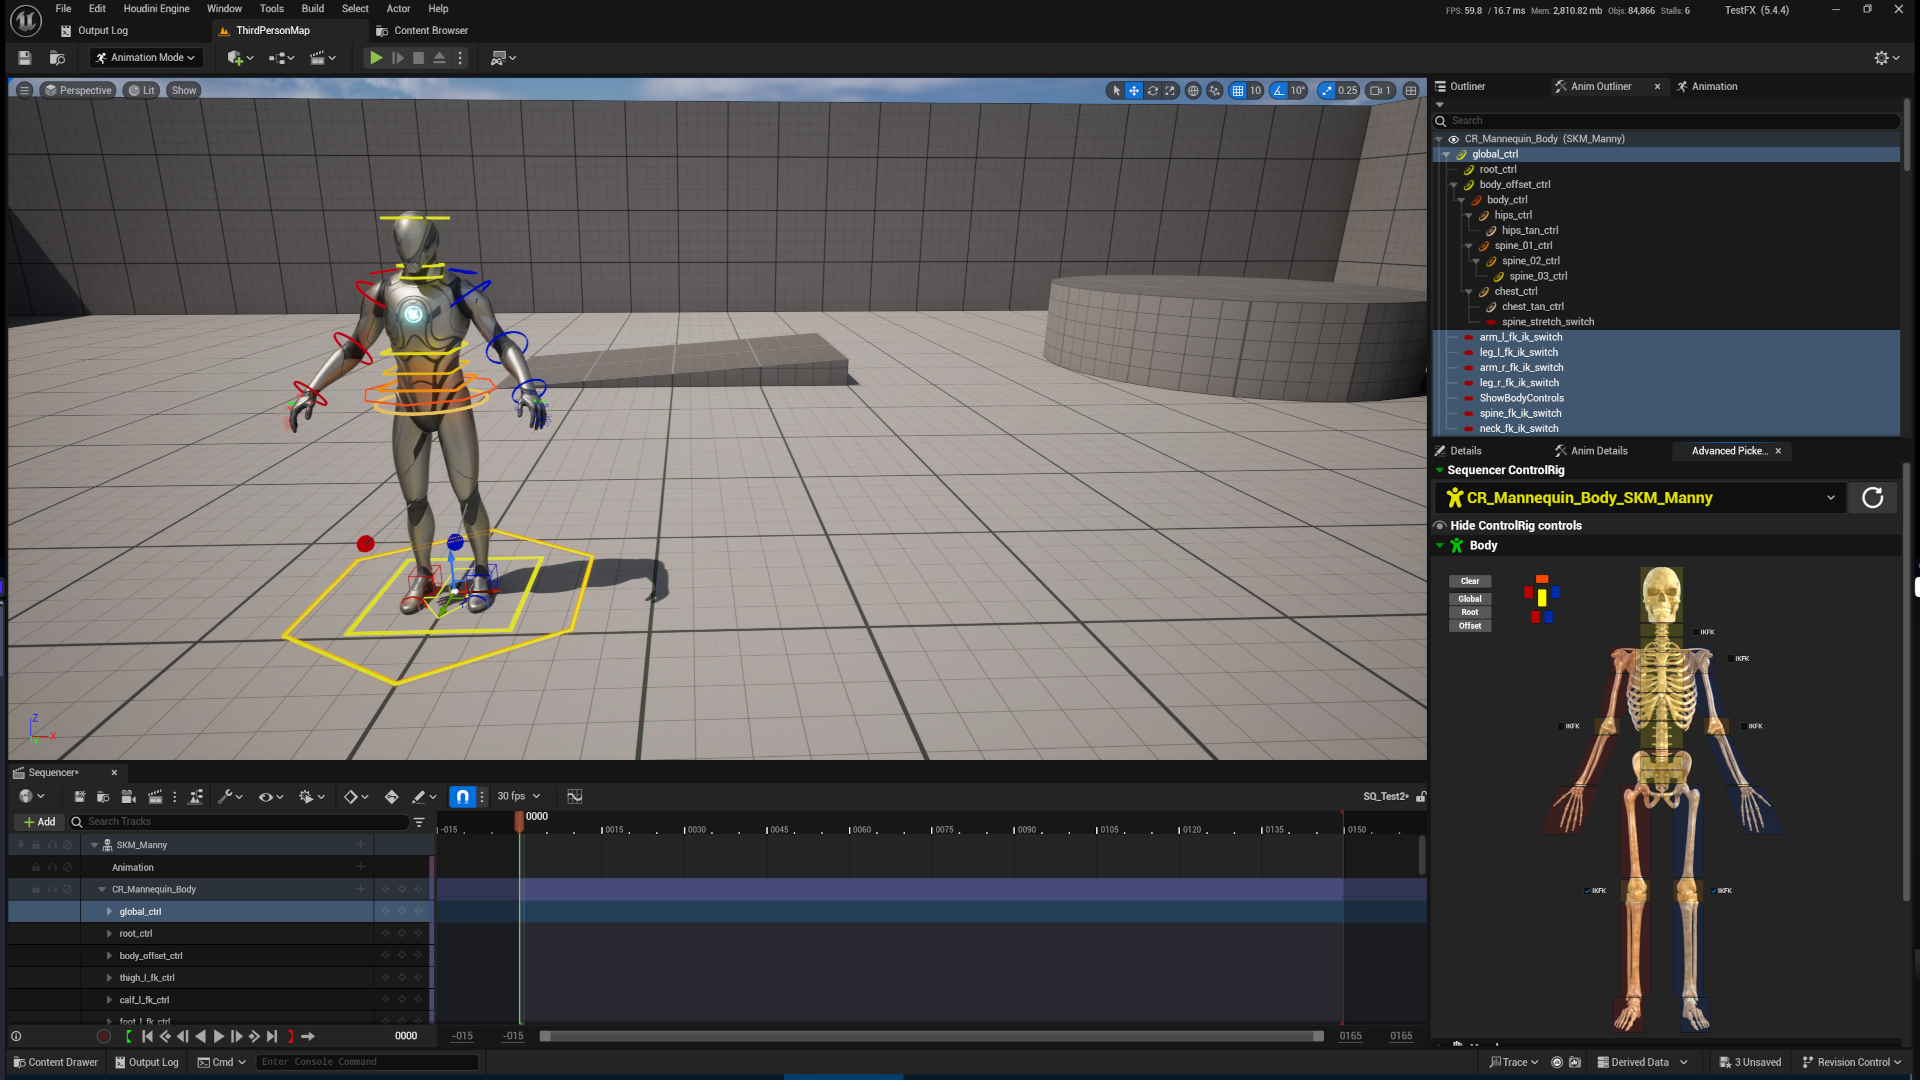 File Edit Houdini Engine Window Tools Build Select Actor Help
FPS: 59.8 / 16.7 ms Mem: 2,810.82 mb Objs: 84,866 Stalls: 6 TestFX (5.4.4)
Output Log ThirdPersonMap Content Browser
Animation Mode
Perspective Lit Show
10 10° 0.25 1
Outliner Anim Outliner Animation
Search
CR_Mannequin_Body (SKM_Manny)
global_ctrl
root_ctrl
body_offset_ctrl
body_ctrl
hips_ctrl
hips_tan_ctrl
spine_01_ctrl
spine_02_ctrl
spine_03_ctrl
chest_ctrl
chest_tan_ctrl
spine_stretch_switch
arm_l_fk_ik_switch
leg_l_fk_ik_switch
arm_r_fk_ik_switch
leg_r_fk_ik_switch
ShowBodyControls
spine_fk_ik_switch
neck_fk_ik_switch
Details Anim Details Advanced Picke...
Sequencer ControlRig
CR_Mannequin_Body_SKM_Manny
Hide ControlRig controls
Body
Clear
Global
Root
Offset
IKFK
IKFK
IKFK IKFK
IKFK IKFK
Z
X
Sequencer*
30 fps
SQ_Test2*
Add Search Tracks
0000
-015 0015 0030 0045 0060 0075 0090 0105 0120 0135 0150
SKM_Manny
Animation
CR_Mannequin_Body
global_ctrl
root_ctrl
body_offset_ctrl
thigh_l_fk_ctrl
calf_l_fk_ctrl
foot_l_fk_ctrl
0000 -015 -015 0165 0165
Content Drawer Output Log Cmd Enter Console Command
Trace Derived Data 3 Unsaved Revision Control